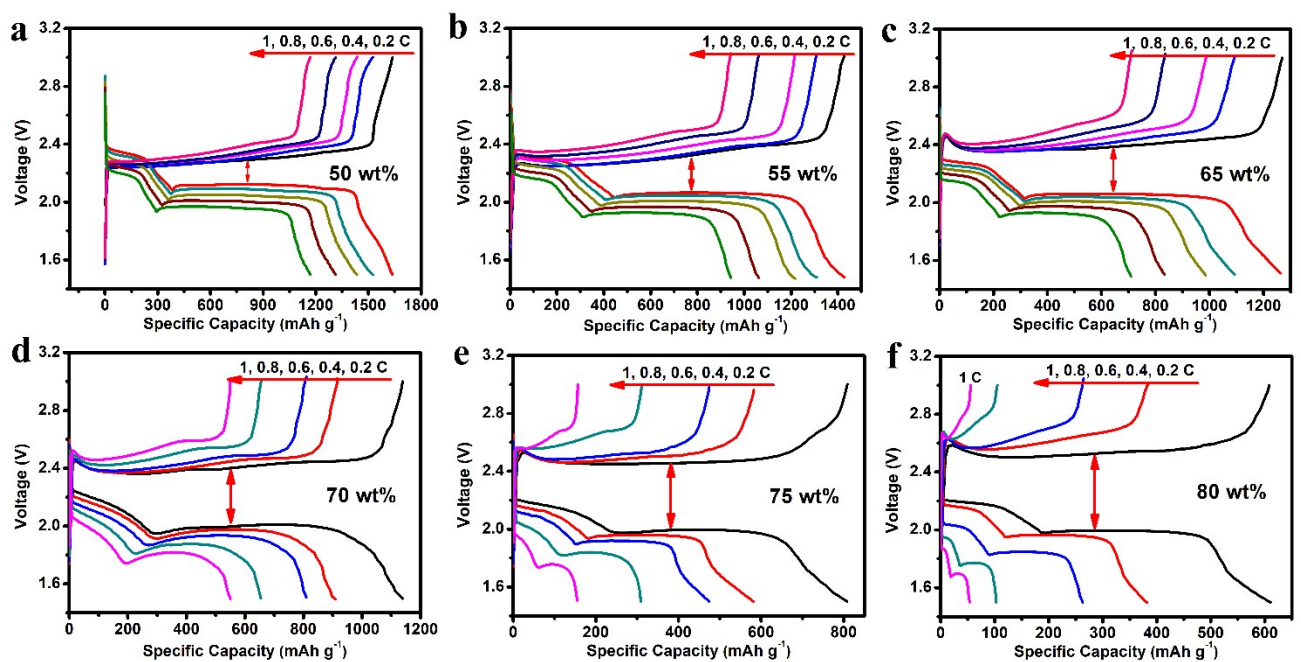 a
3.2
2.8
2.4
2.0
1.6
Voltage (V)
1, 0.8, 0.6, 0.4, 0.2 C
50 wt%
0 300 600 900 1200 1500 1800
Specific Capacity (mAh g⁻¹)
b
3.2
2.8
2.4
2.0
1.6
Voltage (V)
1, 0.8, 0.6, 0.4, 0.2 C
55 wt%
0 200 400 600 800 1000 1200 1400
Specific Capacity (mAh g⁻¹)
c
3.2
2.8
2.4
2.0
1.6
Voltage (V)
1, 0.8, 0.6, 0.4, 0.2 C
65 wt%
0 200 400 600 800 1000 1200
Specific Capacity (mAh g⁻¹)
d
3.2
2.8
2.4
2.0
1.6
Voltage (V)
1, 0.8, 0.6, 0.4, 0.2 C
70 wt%
0 200 400 600 800 1000 1200
Specific Capacity (mAh g⁻¹)
e
3.2
2.8
2.4
2.0
1.6
Voltage (V)
1, 0.8, 0.6, 0.4, 0.2 C
75 wt%
0 100 200 300 400 500 600 700 800
Specific Capacity (mAh g⁻¹)
f
3.2
2.8
2.4
2.0
1.6
Voltage (V)
1 C
1, 0.8, 0.6, 0.4, 0.2 C
80 wt%
0 100 200 300 400 500 600
Specific Capacity (mAh g⁻¹)